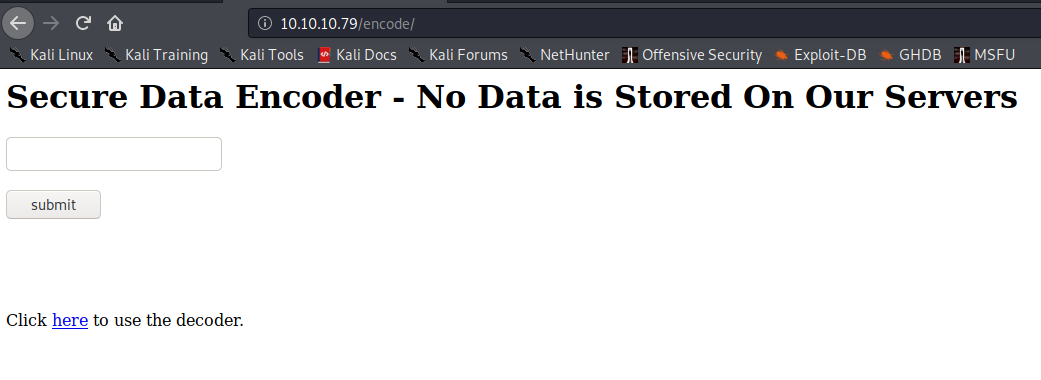 10.10.10.79/encode/
Kali Linux Kali Training Kali Tools Kali Docs Kali Forums NetHunter Offensive Security Exploit-DB GHDB MSFU
Secure Data Encoder - No Data is Stored On Our Servers
submit
Click here to use the decoder.